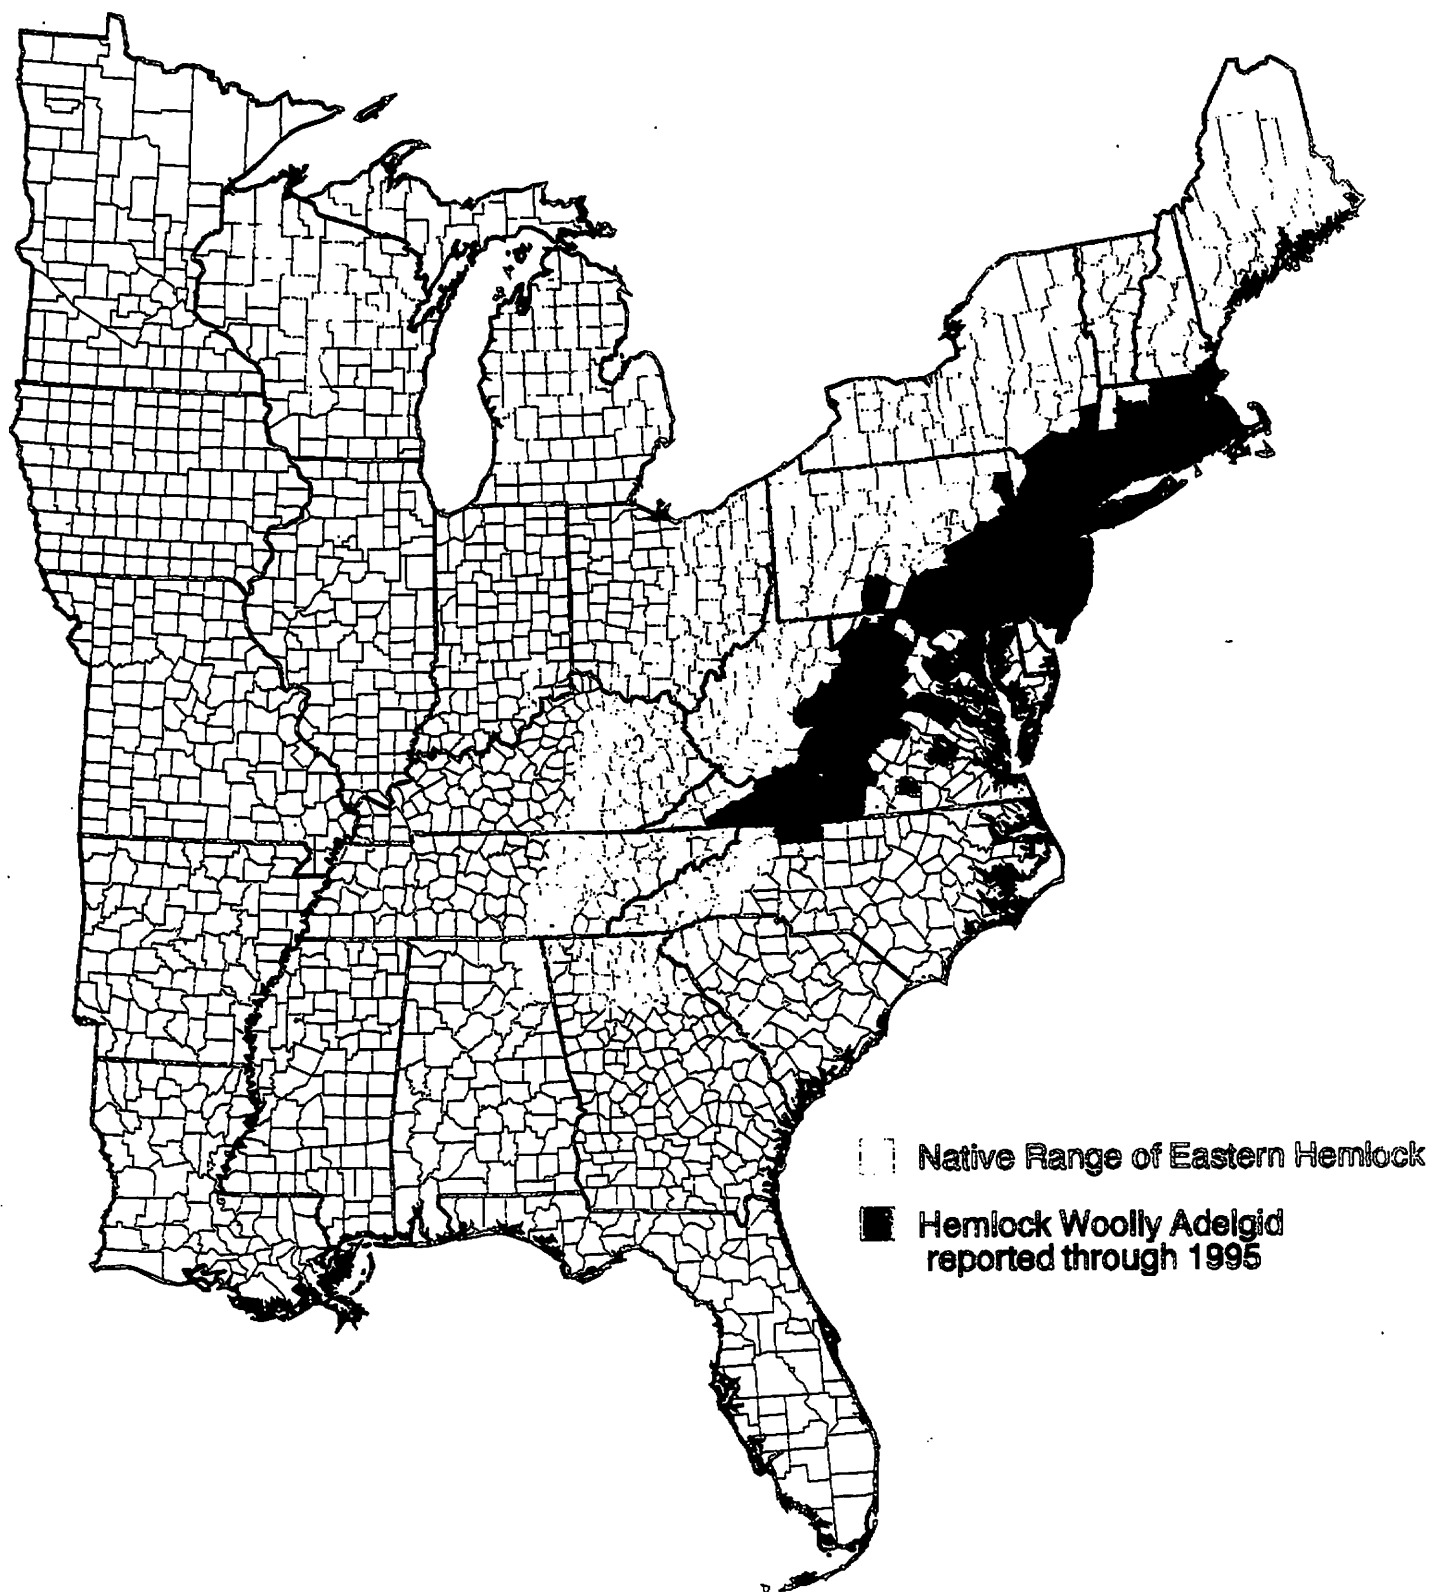 Native Range of Eastern Hemlock
Hemlock Woolly Adelgid
reported through 1995